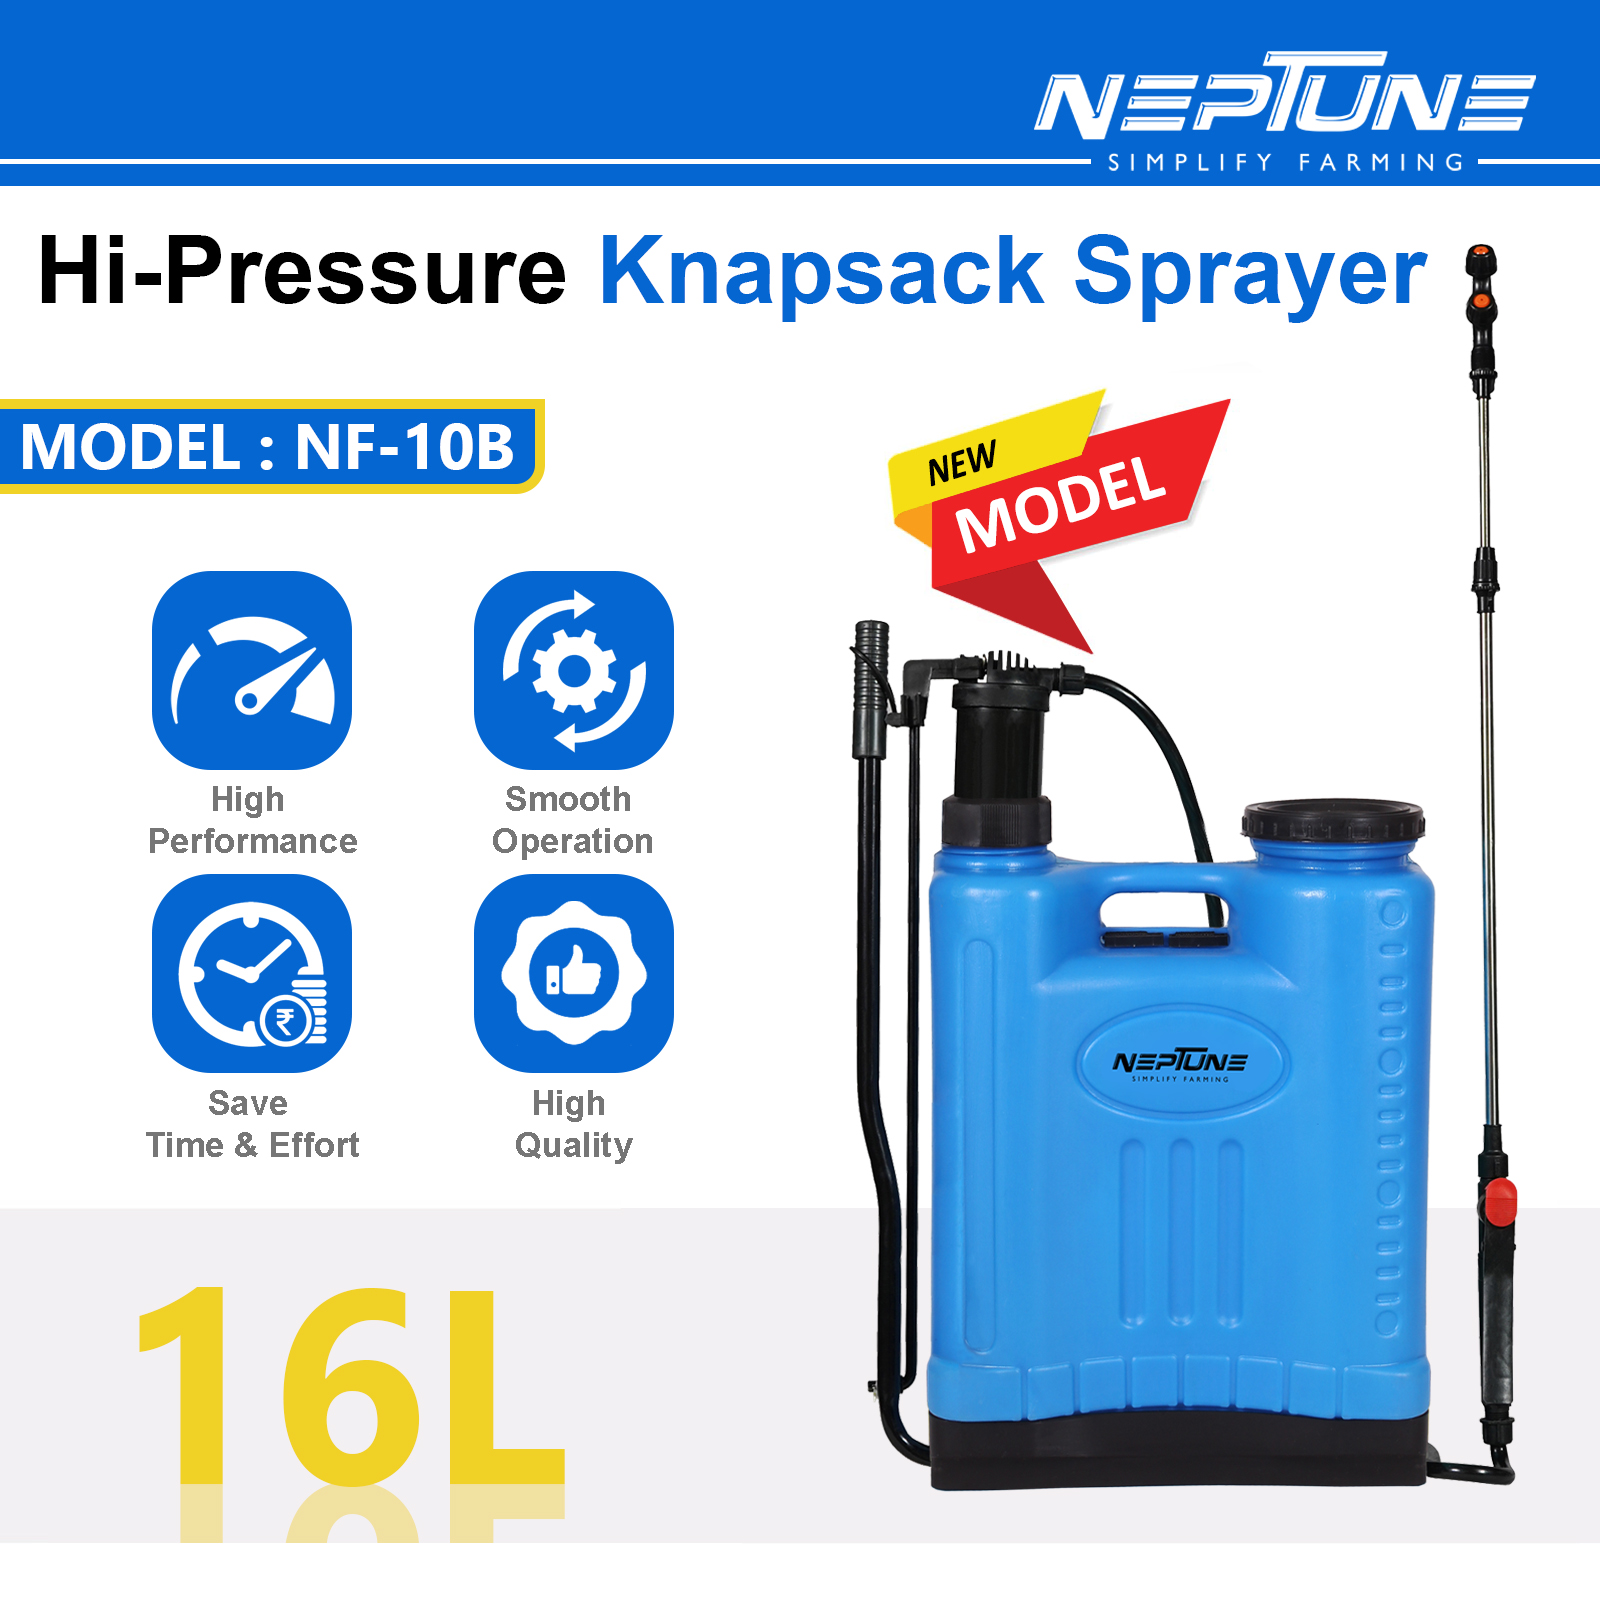 NEPTUNE
SIMPLIFY FARMING
Hi-Pressure Knapsack Sprayer
MODEL : NF-10B
NEW
MODEL
High
Performance
Smooth
Operation
Save
Time & Effort
₹
High
Quality
NEPTUNE
SIMPLIFY FARMING
16L